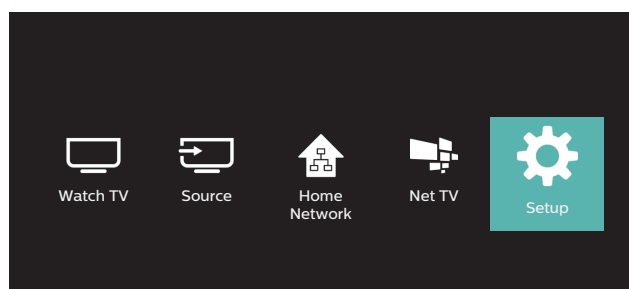 Watch TV
Source
Home
Network
Net TV
Setup